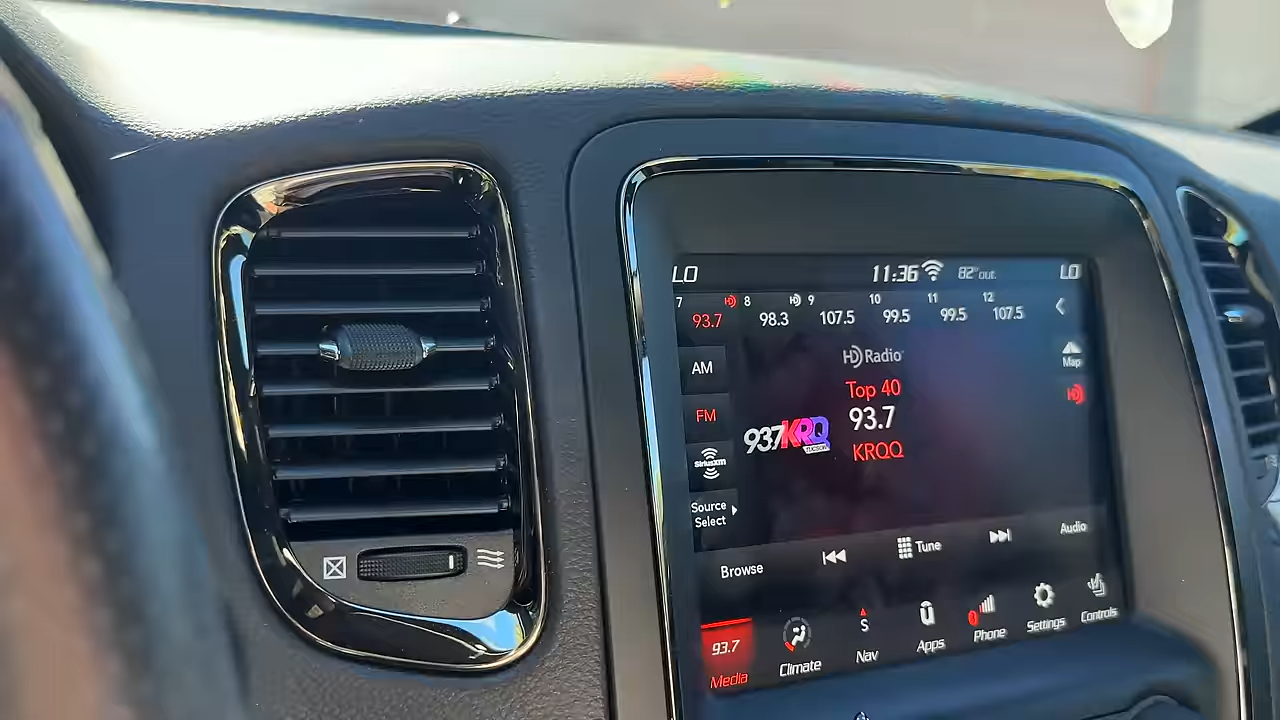 LO 11:36 82° out. LO
7 8 9 10 11 12
93.7 98.3 107.5 99.5 99.5 107.5
HD Radio
Map
AM
Top 40
FM
93.7
937KRQ
TUCSON
KRQQ
SiriusXM
Source
Select
Browse
Tune
Audio
93.7
Media
Climate
S
Nav
Apps
Phone
Settings
Controls